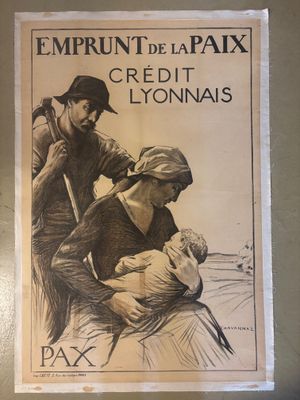 EMPRUNT DE LA PAIX
CRÉDIT
LYONNAIS
PAX